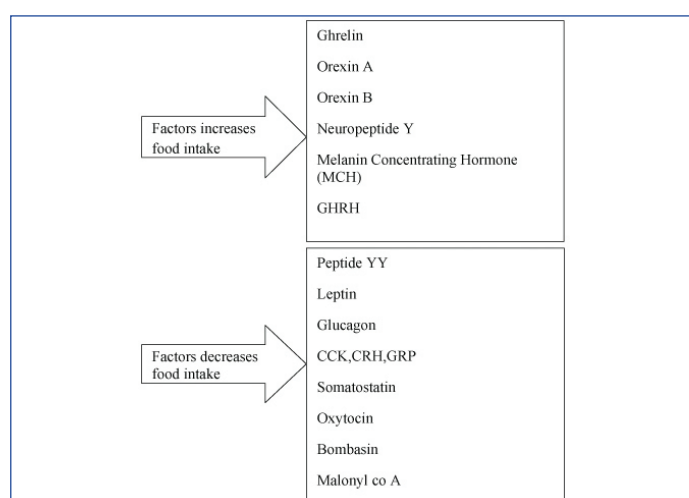 Factors increases
food intake
Ghrelin
Orexin A
Orexin B
Neuropeptide Y
Melanin Concentrating Hormone
(MCH)
GHRH
Factors decreases
food intake
Peptide YY
Leptin
Glucagon
CCK,CRH,GRP
Somatostatin
Oxytocin
Bombasin
Malonyl co A